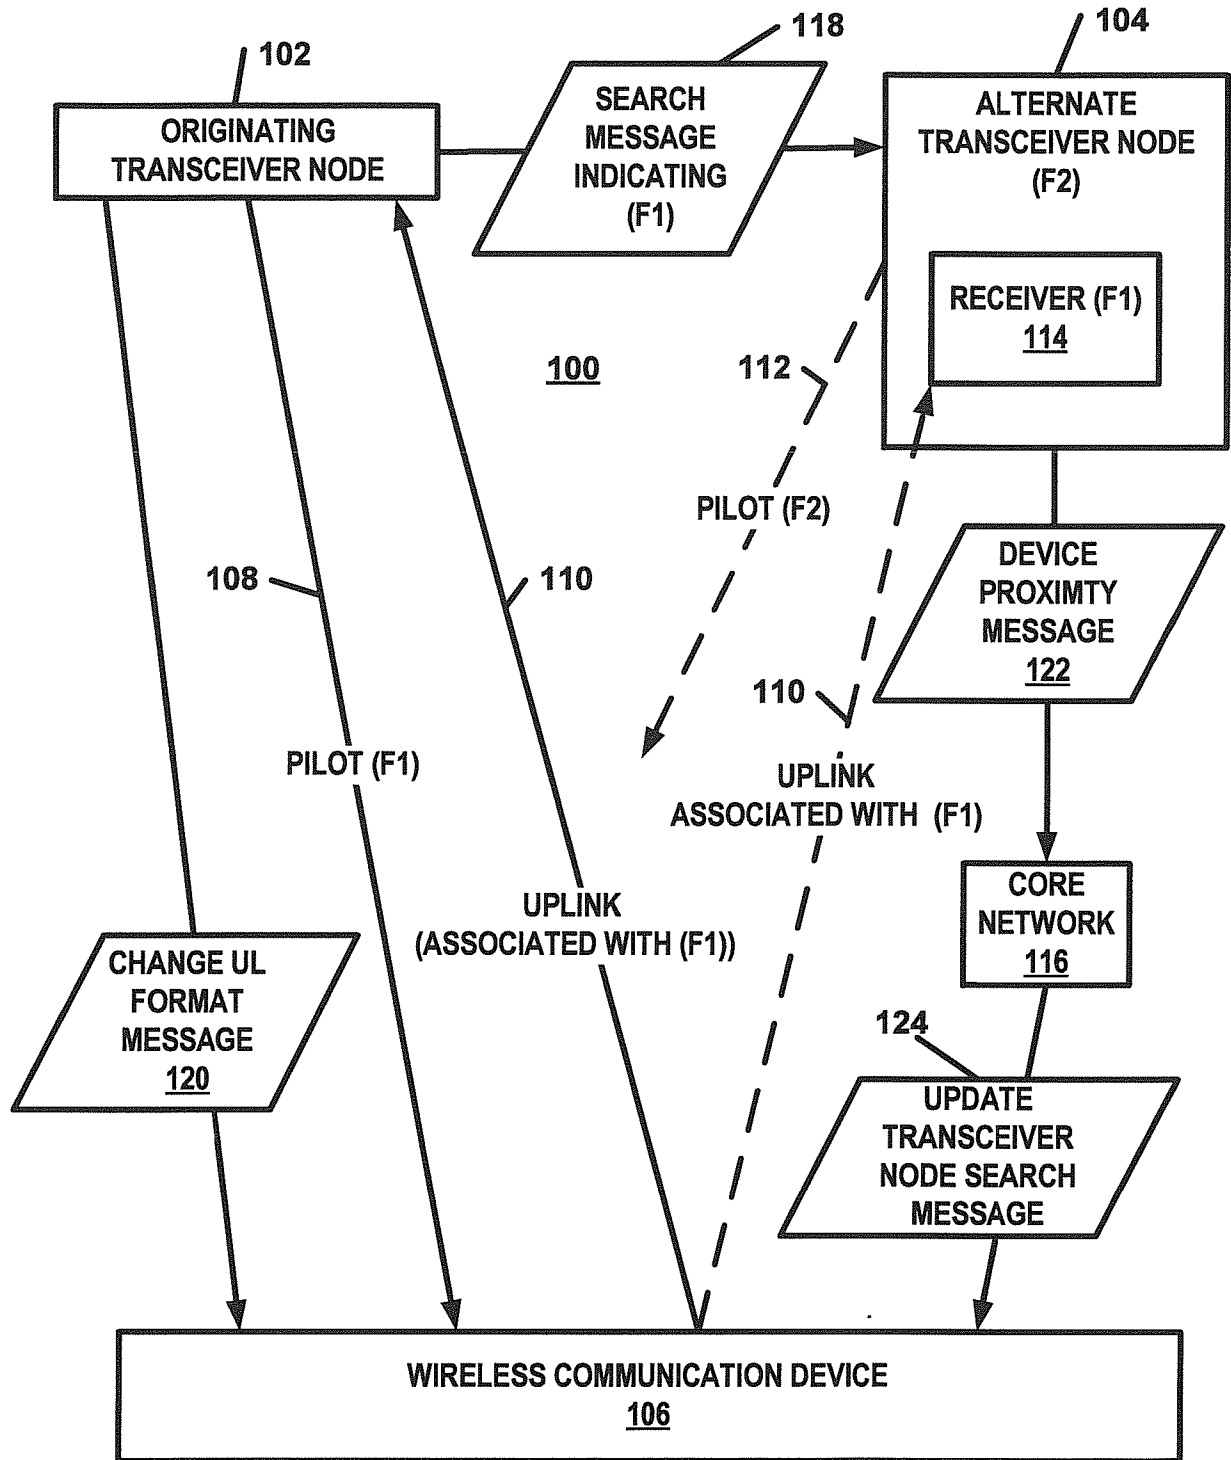 118
104
102
ORIGINATING
TRANSCEIVER NODE
SEARCH
MESSAGE
INDICATING
(F1)
ALTERNATE
TRANSCEIVER NODE
(F2)
RECEIVER (F1)
114
100
112
PILOT (F2)
108
110
DEVICE
PROXIMTY
MESSAGE
122
110
PILOT (F1)
UPLINK
ASSOCIATED WITH (F1)
UPLINK
(ASSOCIATED WITH (F1))
CORE
NETWORK
116
CHANGE UL
FORMAT
MESSAGE
120
124
UPDATE
TRANSCEIVER
NODE SEARCH
MESSAGE
WIRELESS COMMUNICATION DEVICE
106